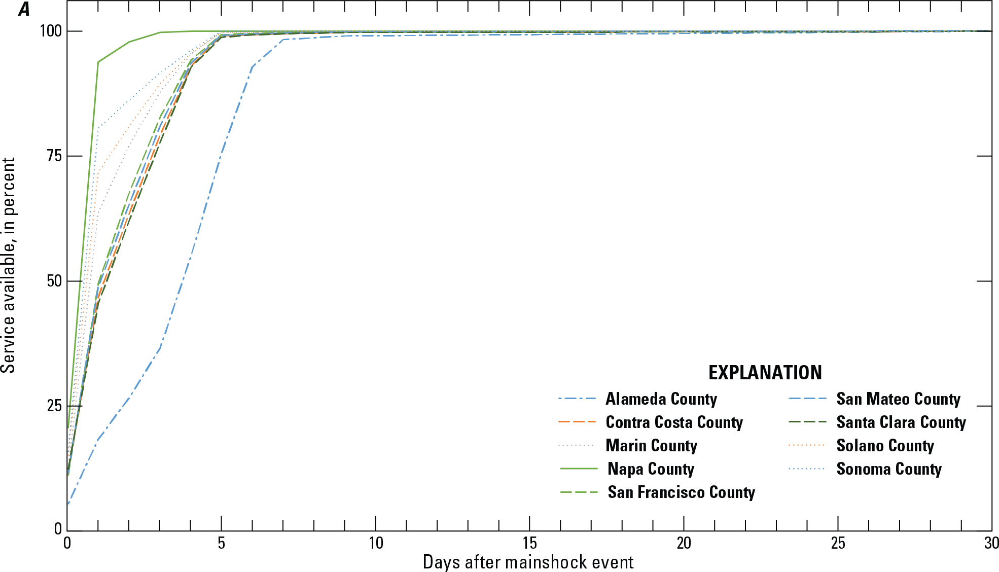 A
100
75
50
25
0
Service available, in percent
0 5 10 15 20 25 30
Days after mainshock event
EXPLANATION
Alameda County
Contra Costa County
Marin County
Napa County
San Francisco County
San Mateo County
Santa Clara County
Solano County
Sonoma County